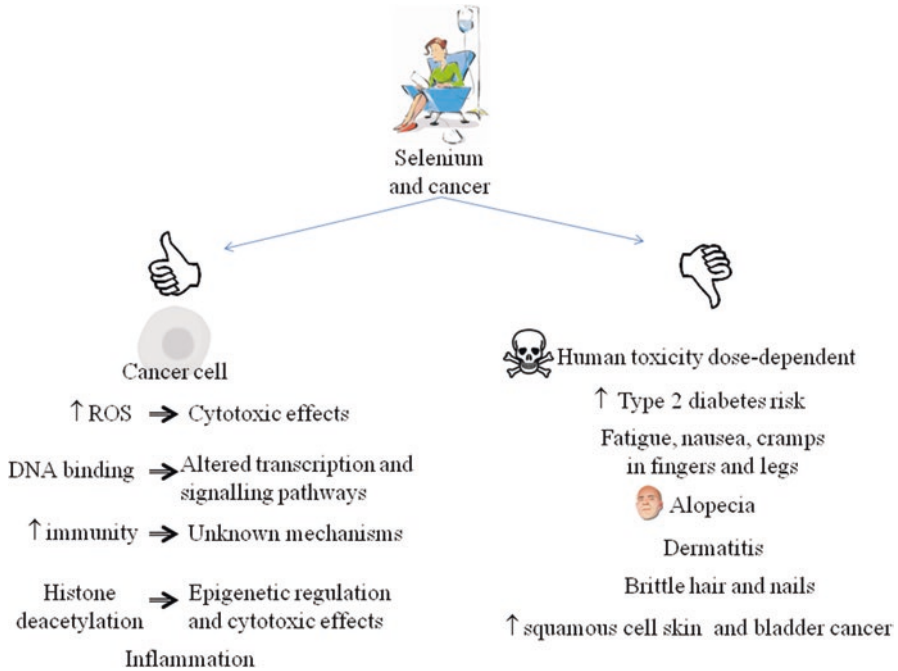 Selenium
and cancer
Cancer cell
↑ ROS ⇒ Cytotoxic effects
DNA binding ⇒ Altered transcription and
signalling pathways
↑ immunity ⇒ Unknown mechanisms
Histone
deacetylation ⇒ Epigenetic regulation
and cytotoxic effects
Inflammation
Human toxicity dose-dependent
↑ Type 2 diabetes risk
Fatigue, nausea, cramps
in fingers and legs
Alopecia
Dermatitis
Brittle hair and nails
↑ squamous cell skin and bladder cancer